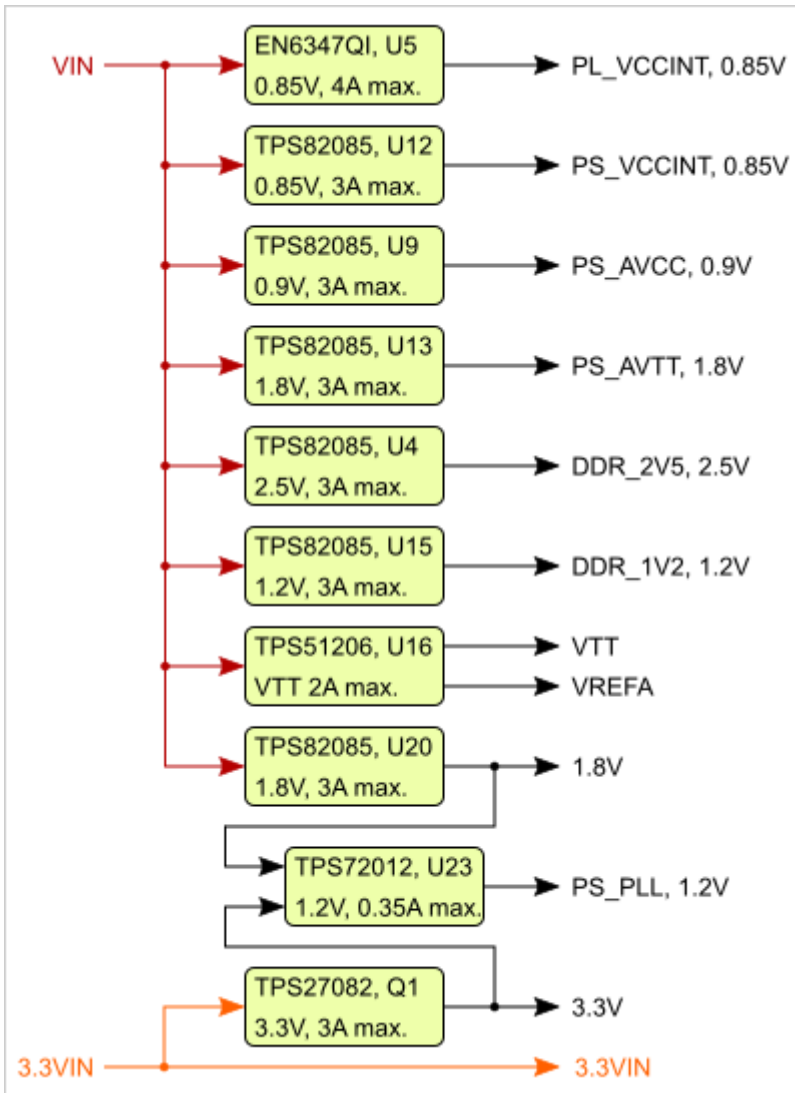 VIN
EN6347QI, U5
0.85V, 4A max.
PL_VCCINT, 0.85V
TPS82085, U12
0.85V, 3A max.
PS_VCCINT, 0.85V
TPS82085, U9
0.9V, 3A max.
PS_AVCC, 0.9V
TPS82085, U13
1.8V, 3A max.
PS_AVTT, 1.8V
TPS82085, U4
2.5V, 3A max.
DDR_2V5, 2.5V
TPS82085, U15
1.2V, 3A max.
DDR_1V2, 1.2V
TPS51206, U16
VTT 2A max.
VTT
VREFA
TPS82085, U20
1.8V, 3A max.
1.8V
TPS72012, U23
1.2V, 0.35A max.
PS_PLL, 1.2V
TPS27082, Q1
3.3V, 3A max.
3.3V
3.3VIN
3.3VIN